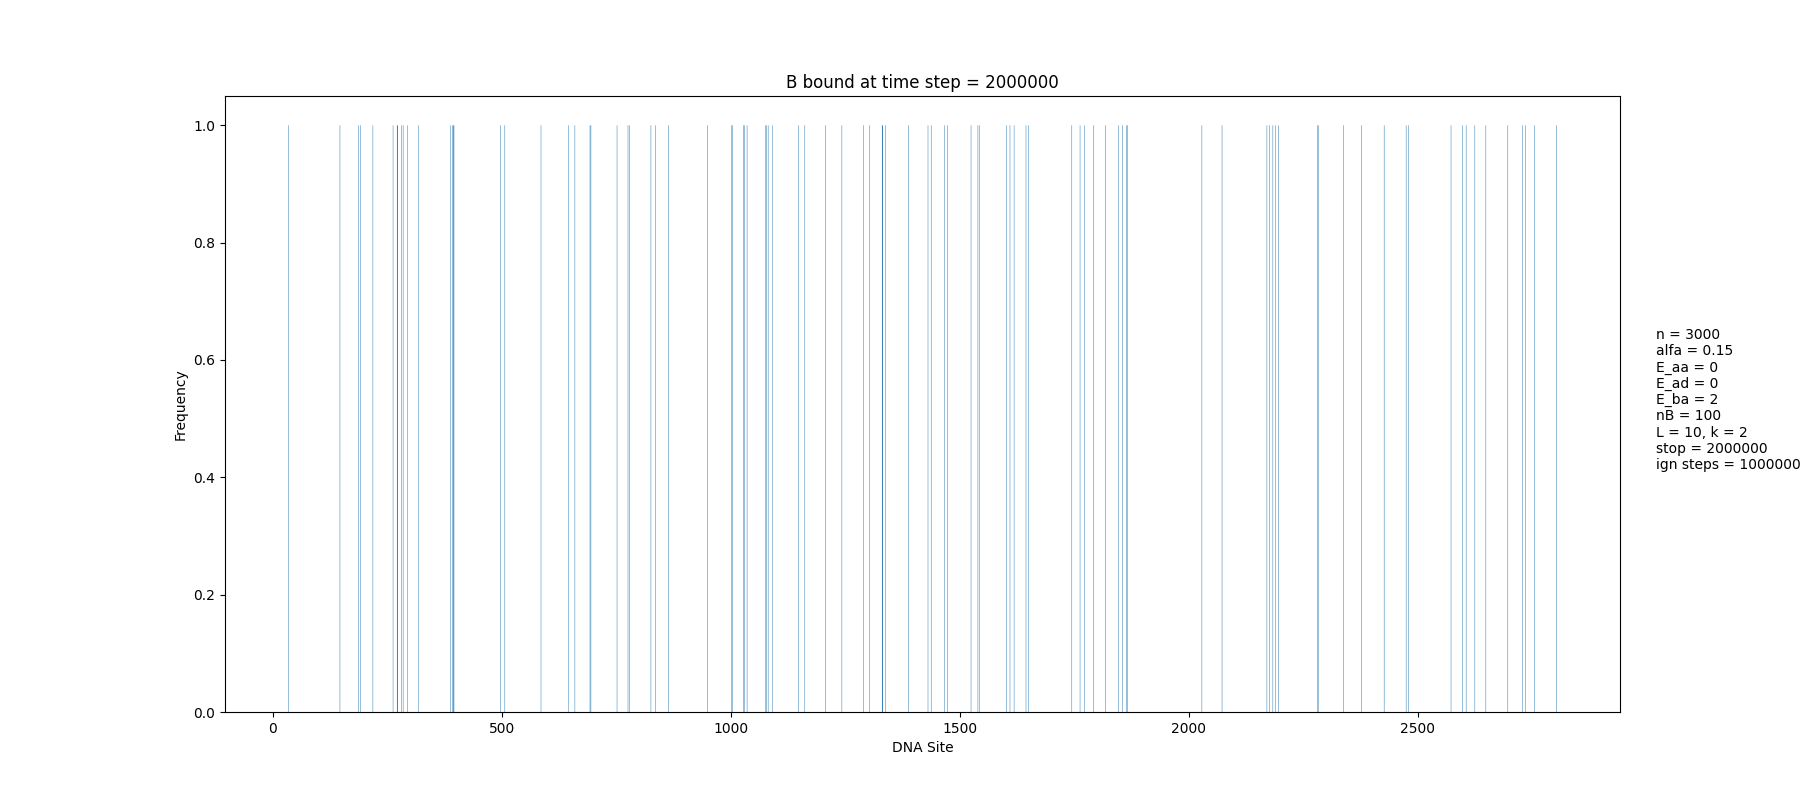 B bound at time step = 2000000
1.0
0.8
0.6
0.4
0.2
0.0
Frequency
0 500 1000 1500 2000 2500
DNA Site
n = 3000
alfa = 0.15
E_aa = 0
E_ad = 0
E_ba = 2
nB = 100
L = 10, k = 2
stop = 2000000
ign steps = 1000000